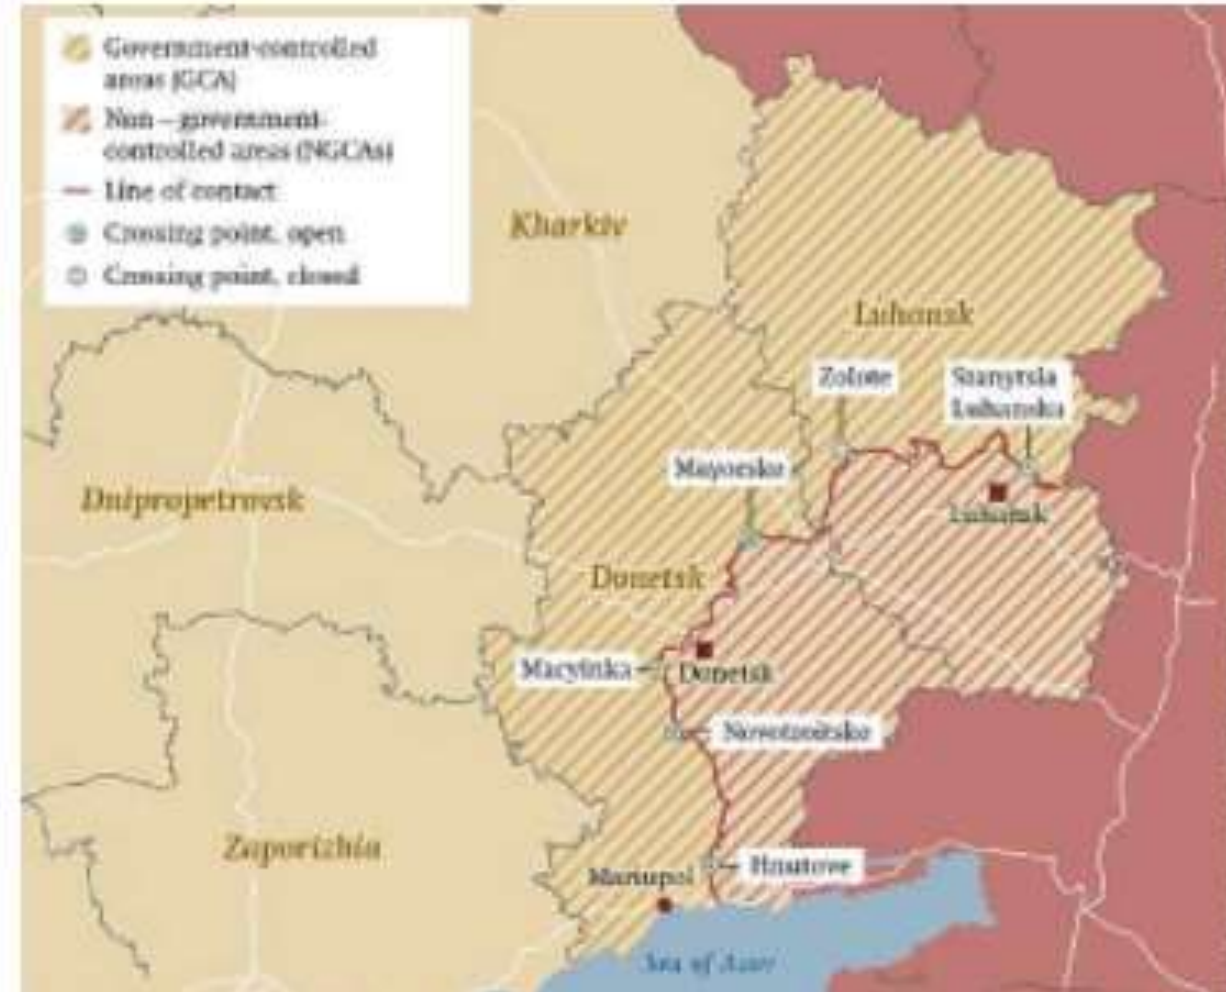 Government-controlled
areas (GCA)
Non – government-
controlled areas (NGCAs)
Line of contact
Crossing point, open
Crossing point, closed
Kharkiv
Luhansk
Zolote
Stanytsia
Luhanska
Mayorske
Dnipropetrovsk
Luhansk
Donetsk
Maryinka
Donetsk
Novotroitske
Zaporizhia
Mariupol
Hnutove
Sea of Azov